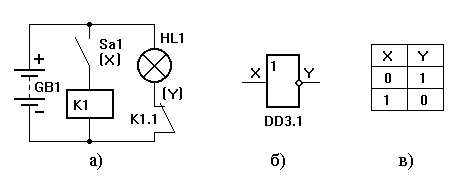 +
GB1
−
Sa1
(X)
K1
HL1
(Y)
K1.1
а)
X
1
Y
DD3.1
б)
X Y
0 1
1 0
в)